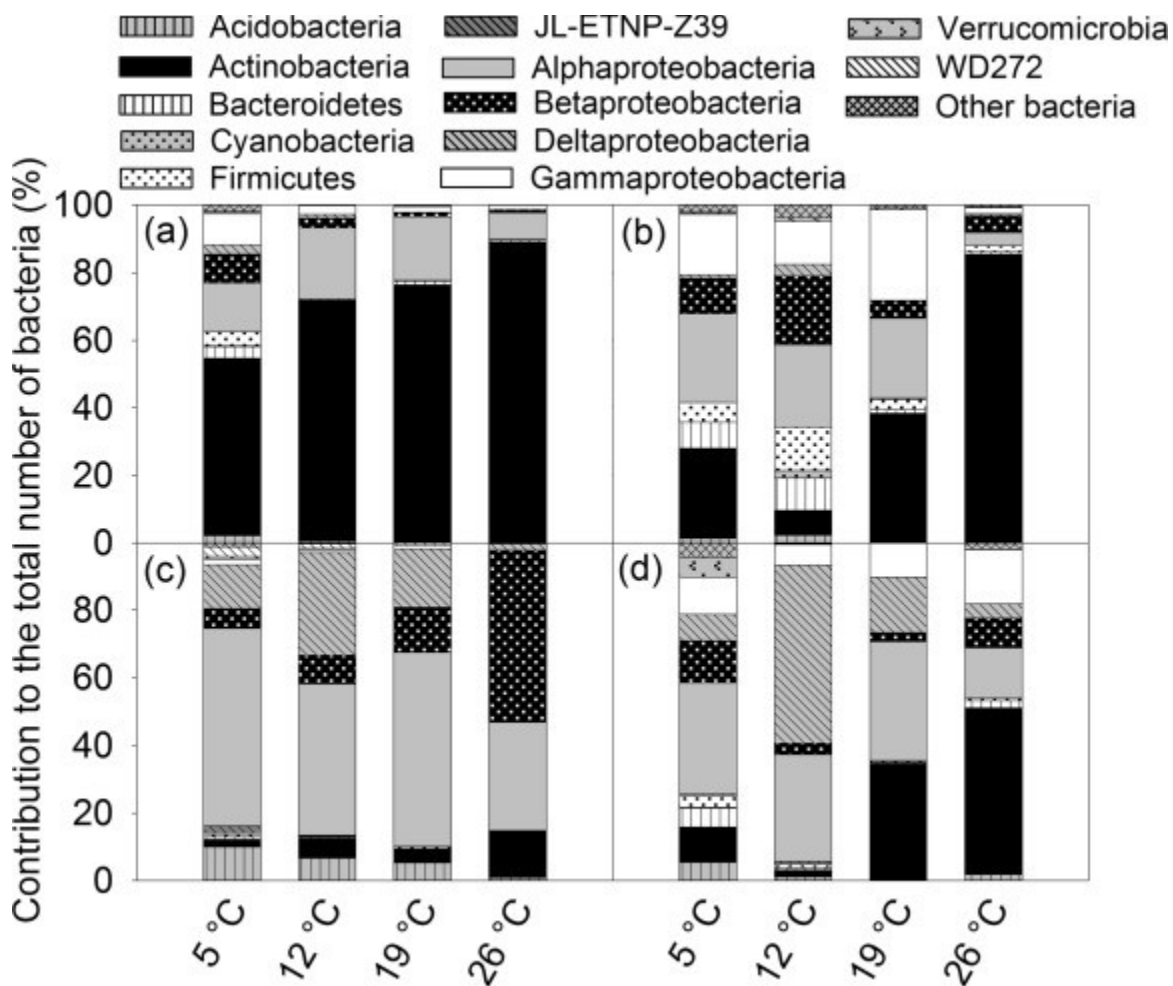 Acidobacteria JL-ETNP-Z39 Verrucomicrobia
Actinobacteria Alphaproteobacteria WD272
Bacteroidetes Betaproteobacteria Other bacteria
Cyanobacteria Deltaproteobacteria
Firmicutes Gammaproteobacteria
Contribution to the total number of bacteria (%)
100 (a) (b)
80
60
40
20
0
(c) (d)
80
60
40
20
0
5 °C 12 °C 19 °C 26 °C 5 °C 12 °C 19 °C 26 °C